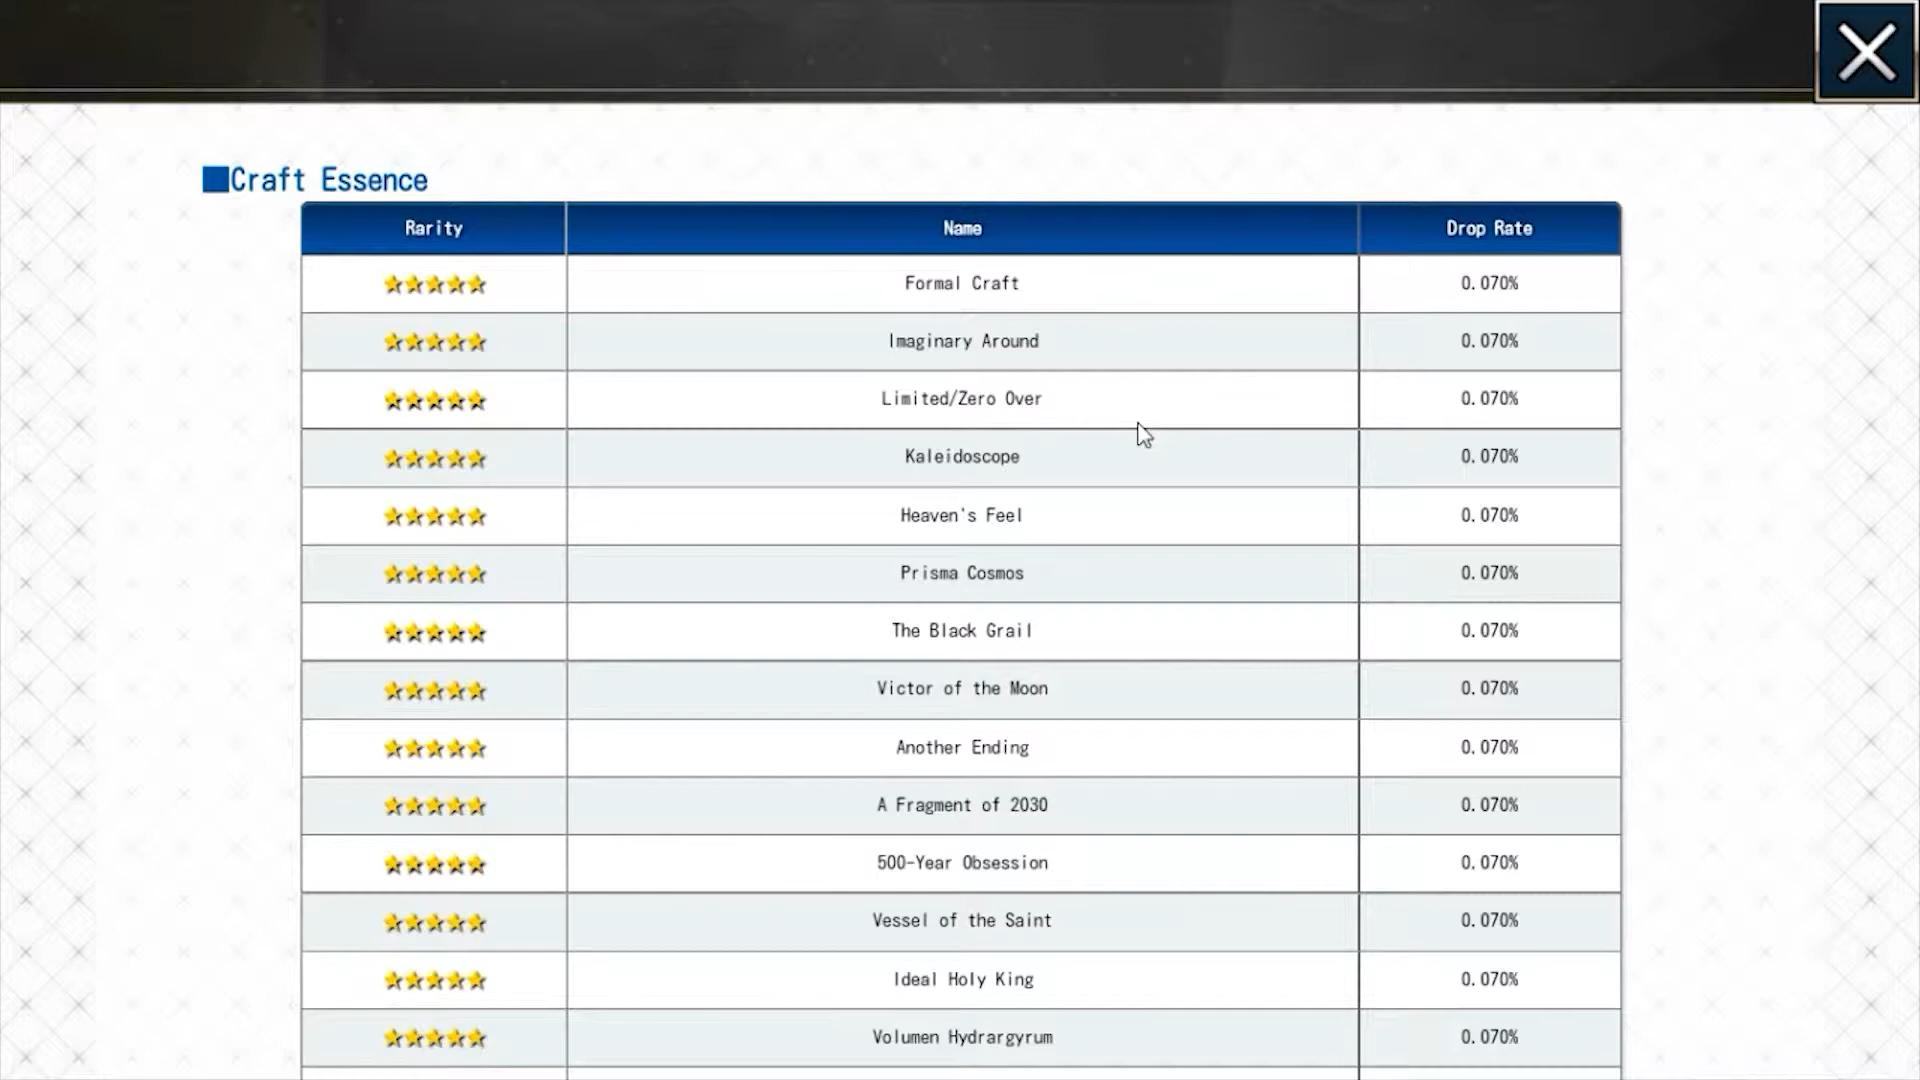 ■Craft Essence
Rarity Name Drop Rate
★★★★★ Formal Craft 0.070%
★★★★★ Imaginary Around 0.070%
★★★★★ Limited/Zero Over 0.070%
★★★★★ Kaleidoscope 0.070%
★★★★★ Heaven's Feel 0.070%
★★★★★ Prisma Cosmos 0.070%
★★★★★ The Black Grail 0.070%
★★★★★ Victor of the Moon 0.070%
★★★★★ Another Ending 0.070%
★★★★★ A Fragment of 2030 0.070%
★★★★★ 500-Year Obsession 0.070%
★★★★★ Vessel of the Saint 0.070%
★★★★★ Ideal Holy King 0.070%
★★★★★ Volumen Hydrargyrum 0.070%